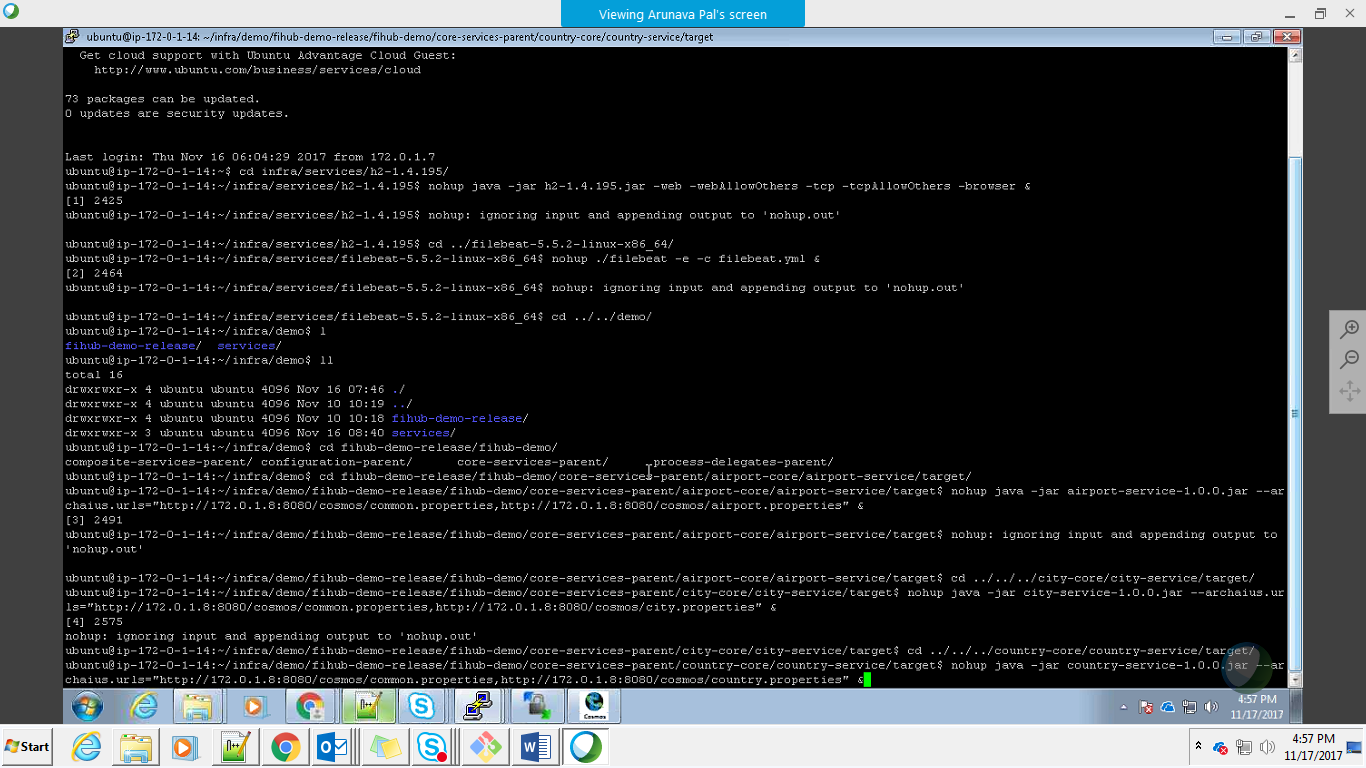 Viewing Arunava Pal's screen
ubuntu@ip-172-0-1-14: ~/infra/demo/fihub-demo-release/fihub-demo/core-services-parent/country-core/country-service/target
Get cloud support with Ubuntu Advantage Cloud Guest:
http://www.ubuntu.com/business/services/cloud
73 packages can be updated.
0 updates are security updates.
Last login: Thu Nov 16 06:04:29 2017 from 172.0.1.7
ubuntu@ip-172-0-1-14:~$ cd infra/services/h2-1.4.195/
ubuntu@ip-172-0-1-14:~/infra/services/h2-1.4.195$ nohup java -jar h2-1.4.195.jar -web -webAllowOthers -tcp -tcpAllowOthers -browser &
[1] 2425
ubuntu@ip-172-0-1-14:~/infra/services/h2-1.4.195$ nohup: ignoring input and appending output to 'nohup.out'
ubuntu@ip-172-0-1-14:~/infra/services/h2-1.4.195$ cd ../filebeat-5.5.2-linux-x86_64/
ubuntu@ip-172-0-1-14:~/infra/services/filebeat-5.5.2-linux-x86_64$ nohup ./filebeat -e -c filebeat.yml &
[2] 2464
ubuntu@ip-172-0-1-14:~/infra/services/filebeat-5.5.2-linux-x86_64$ nohup: ignoring input and appending output to 'nohup.out'
ubuntu@ip-172-0-1-14:~/infra/services/filebeat-5.5.2-linux-x86_64$ cd ../../demo/
ubuntu@ip-172-0-1-14:~/infra/demo$ l
fihub-demo-release/ services/
ubuntu@ip-172-0-1-14:~/infra/demo$ ll
total 16
drwxrwxr-x 4 ubuntu ubuntu 4096 Nov 16 07:46 ./
drwxrwxr-x 4 ubuntu ubuntu 4096 Nov 10 10:19 ../
drwxrwxr-x 4 ubuntu ubuntu 4096 Nov 10 10:18 fihub-demo-release/
drwxrwxr-x 3 ubuntu ubuntu 4096 Nov 16 08:40 services/
ubuntu@ip-172-0-1-14:~/infra/demo$ cd fihub-demo-release/fihub-demo/
composite-services-parent/ configuration-parent/ core-services-parent/ process-delegates-parent/
ubuntu@ip-172-0-1-14:~/infra/demo$ cd fihub-demo-release/fihub-demo/core-services-parent/airport-core/airport-service/target/
ubuntu@ip-172-0-1-14:~/infra/demo/fihub-demo-release/fihub-demo/core-services-parent/airport-core/airport-service/target$ nohup java -jar airport-service-1.0.0.jar --ar
chaius.urls="http://172.0.1.8:8080/cosmos/common.properties,http://172.0.1.8:8080/cosmos/airport.properties" &
[3] 2491
ubuntu@ip-172-0-1-14:~/infra/demo/fihub-demo-release/fihub-demo/core-services-parent/airport-core/airport-service/target$ nohup: ignoring input and appending output to
'nohup.out'
ubuntu@ip-172-0-1-14:~/infra/demo/fihub-demo-release/fihub-demo/core-services-parent/airport-core/airport-service/target$ cd ../../../city-core/city-service/target/
ubuntu@ip-172-0-1-14:~/infra/demo/fihub-demo-release/fihub-demo/core-services-parent/city-core/city-service/target$ nohup java -jar city-service-1.0.0.jar --archaius.ur
ls="http://172.0.1.8:8080/cosmos/common.properties,http://172.0.1.8:8080/cosmos/city.properties" &
[4] 2575
nohup: ignoring input and appending output to 'nohup.out'
ubuntu@ip-172-0-1-14:~/infra/demo/fihub-demo-release/fihub-demo/core-services-parent/city-core/city-service/target$ cd ../../../country-core/country-service/target/
ubuntu@ip-172-0-1-14:~/infra/demo/fihub-demo-release/fihub-demo/core-services-parent/country-core/country-service/target$ nohup java -jar country-service-1.0.0.jar --ar
chaius.urls="http://172.0.1.8:8080/cosmos/common.properties,http://172.0.1.8:8080/cosmos/country.properties" &
Cosmos
4:57 PM
11/17/2017
Start
4:57 PM
11/17/2017